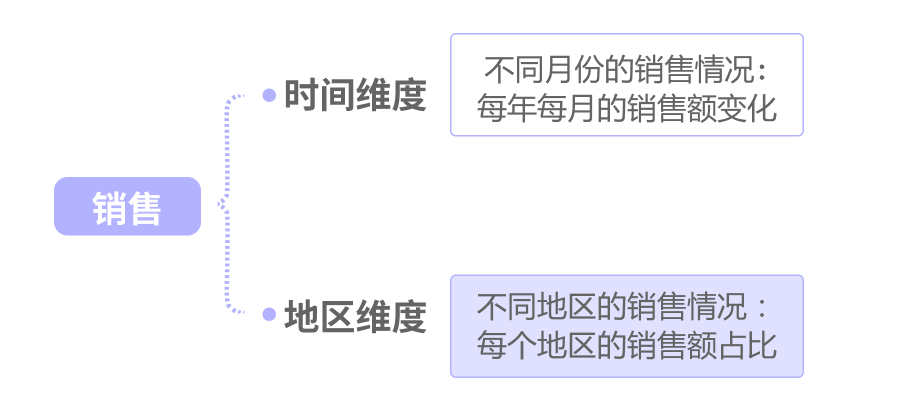 时间维度
不同月份的销售情况：
每年每月的销售额变化
销售
地区维度
不同地区的销售情况：
每个地区的销售额占比